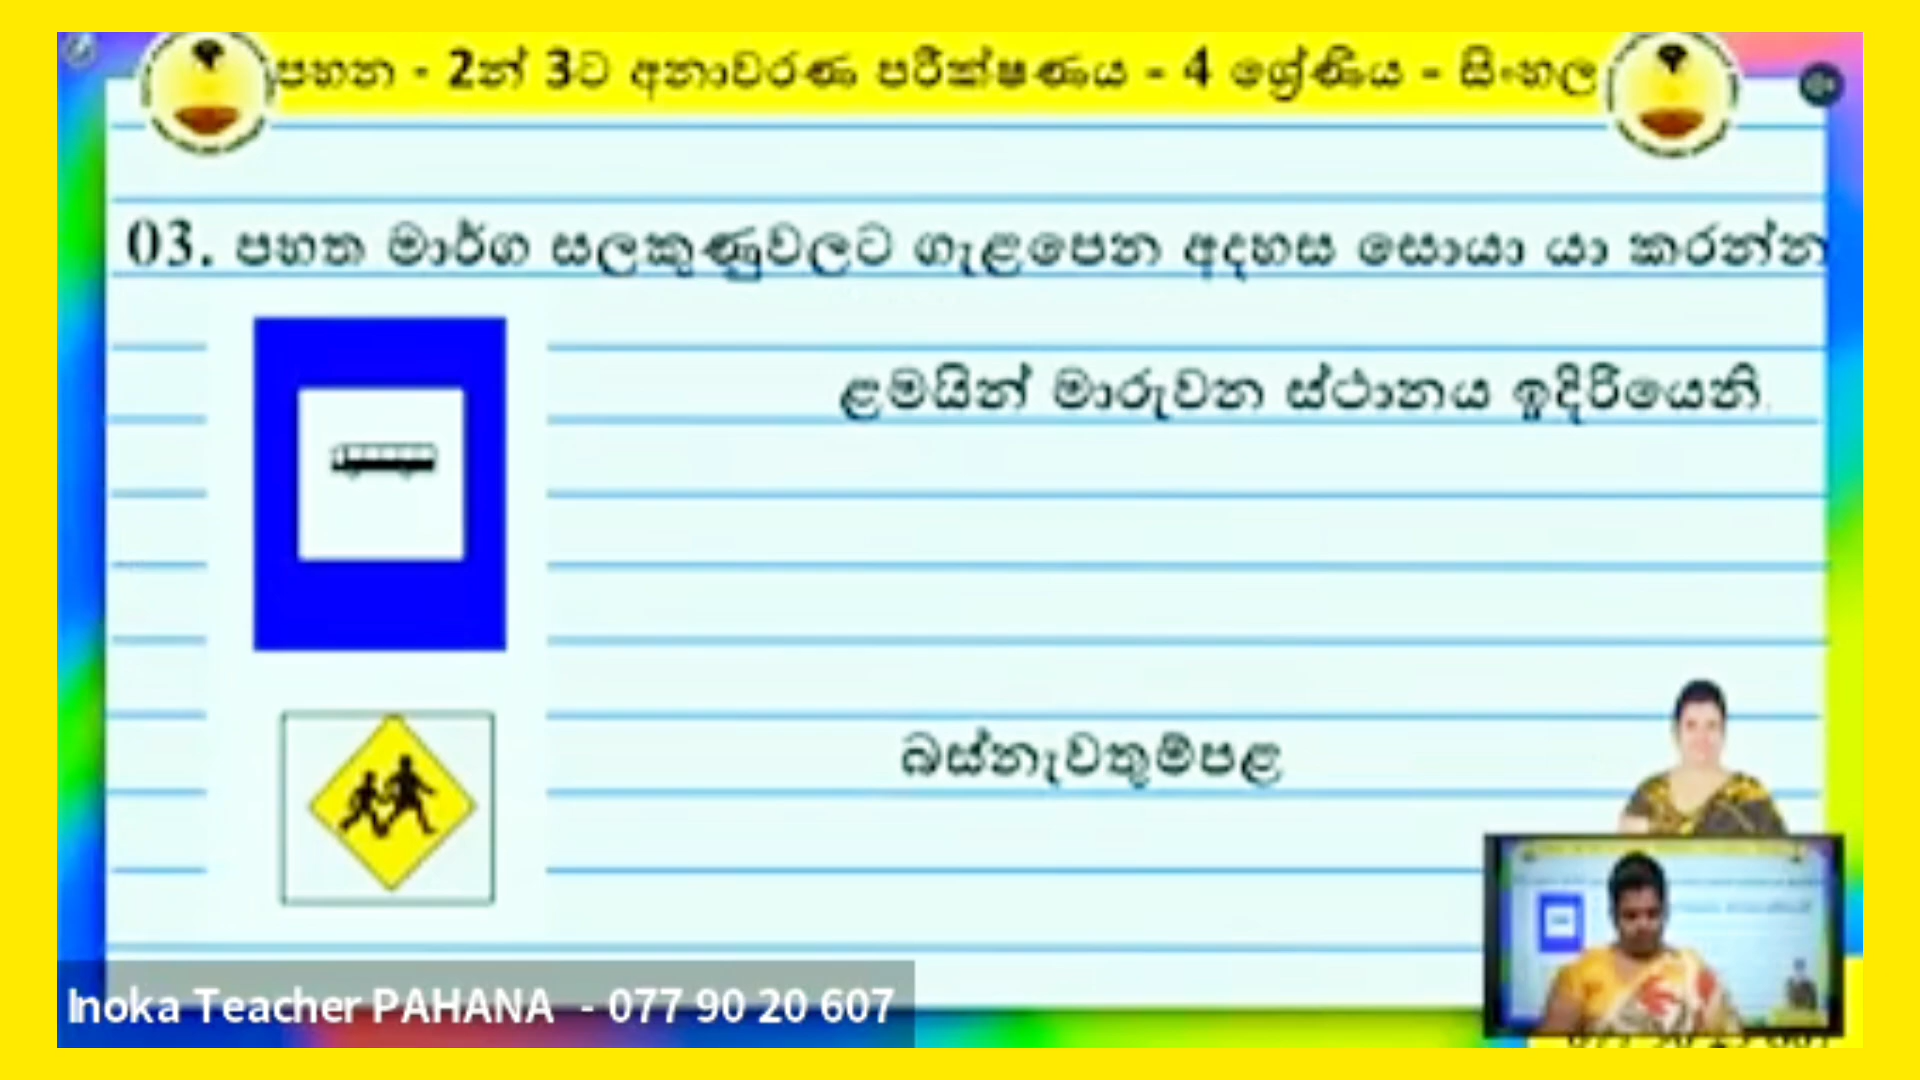 පහන - 2න් 3ට අනාවරණ පරීක්ෂණය - 4 ශ්‍රේණිය - සිංහල
03. පහත මාර්ග සලකුණුවලට ගැළපෙන අදහස සොයා යා කරන්න
ළමයින් මාරුවන ස්ථානය ඉදිරියෙනි.
බස්නැවතුම්පළ
Inoka Teacher PAHANA - 077 90 20 607